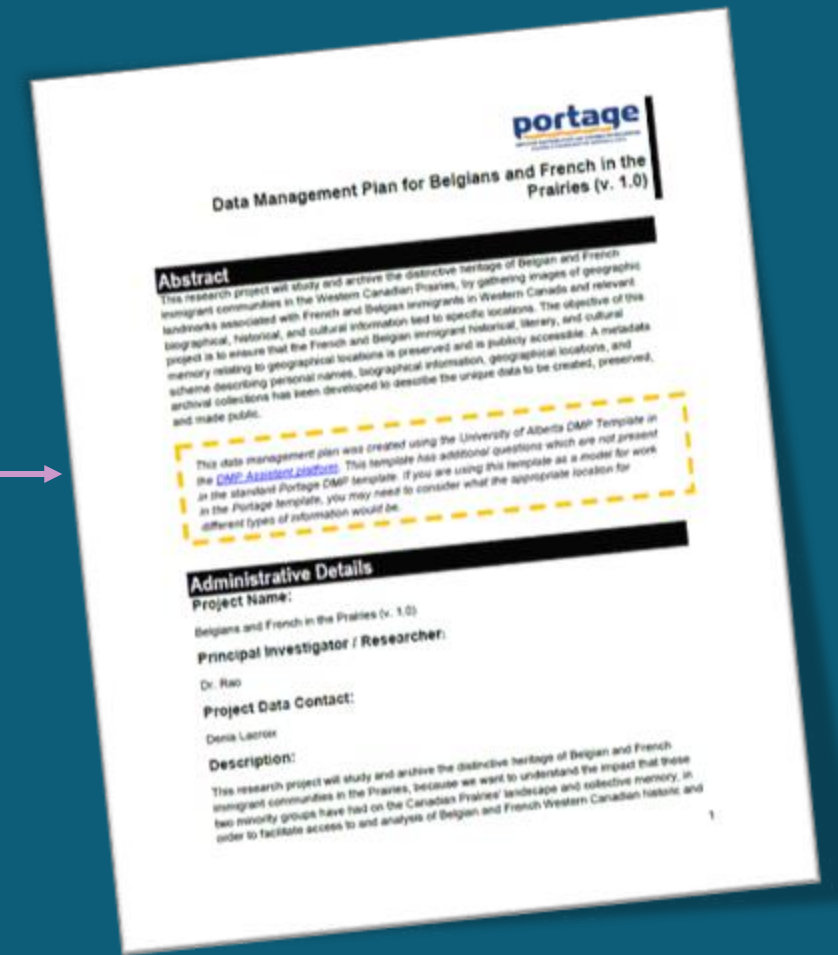 portage
Data Management Plan for Belgians and French in the
Prairies (v. 1.0)
Abstract
This research project will study and archive the distinctive heritage of Belgian and French
immigrant communities in the Western Canadian Prairies, by gathering images of geographic
landmarks associated with French and Belgian immigrants in Western Canada and relevant
biographical, historical, and cultural information tied to specific locations. The objective of this
project is to ensure that the French and Belgian immigrant historical, literary, and cultural
memory relating to geographical locations is preserved and is publicly accessible. A metadata
scheme describing personal names, biographical information, geographical locations, and
archival collections has been developed to describe the unique data to be created, preserved,
and made public.
This data management plan was created using the University of Alberta DMP Template in
the DMP Assistant platform. This template has additional questions which are not present
in the standard Portage DMP template. If you are using this template as a model for work
in the Portage template, you may need to consider what the appropriate location for
different types of information would be.
Administrative Details
Project Name:
Belgians and French in the Prairies (v. 1.0)
Principal Investigator / Researcher:
Dr. Rao
Project Data Contact:
Denia Lacroix
Description:
This research project will study and archive the distinctive heritage of Belgian and French
immigrant communities in the Prairies, because we want to understand the impact that these
two minority groups have had on the Canadian Prairies' landscape and collective memory, in
order to facilitate access to and analysis of Belgian and French Western Canadian historic and
1